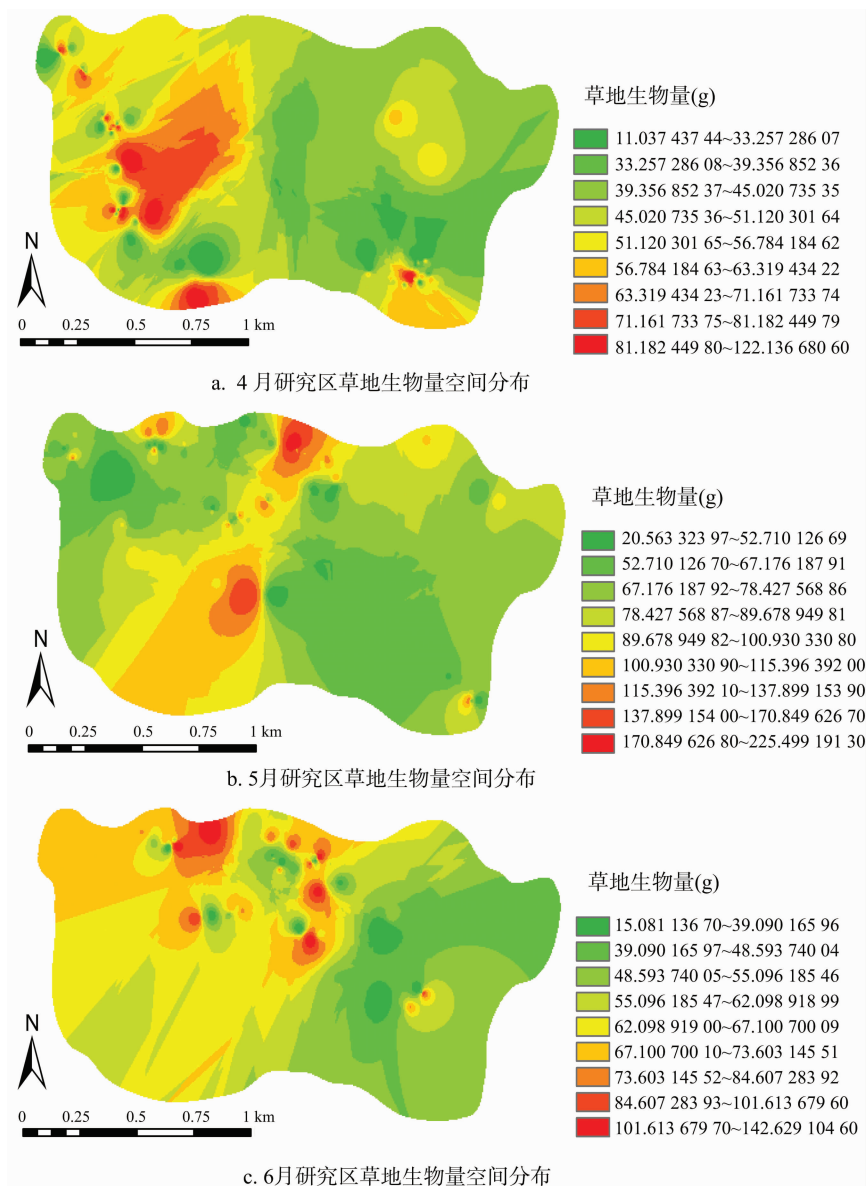 草地生物量(g)
11.037 437 44~33.257 286 07
33.257 286 08~39.356 852 36
39.356 852 37~45.020 735 35
45.020 735 36~51.120 301 64
51.120 301 65~56.784 184 62
56.784 184 63~63.319 434 22
63.319 434 23~71.161 733 74
71.161 733 75~81.182 449 79
81.182 449 80~122.136 680 60
N
0 0.25 0.5 0.75 1 km
a. 4月研究区草地生物量空间分布
草地生物量(g)
20.563 323 97~52.710 126 69
52.710 126 70~67.176 187 91
67.176 187 92~78.427 568 86
78.427 568 87~89.678 949 81
89.678 949 82~100.930 330 80
100.930 330 90~115.396 392 00
115.396 392 10~137.899 153 90
137.899 154 00~170.849 626 70
170.849 626 80~225.499 191 30
N
0 0.25 0.5 0.75 1 km
b. 5月研究区草地生物量空间分布
草地生物量(g)
15.081 136 70~39.090 165 96
39.090 165 97~48.593 740 04
48.593 740 05~55.096 185 46
55.096 185 47~62.098 918 99
62.098 919 00~67.100 700 09
67.100 700 10~73.603 145 51
73.603 145 52~84.607 283 92
84.607 283 93~101.613 679 60
101.613 679 70~142.629 104 60
N
0 0.25 0.5 0.75 1 km
c. 6月研究区草地生物量空间分布